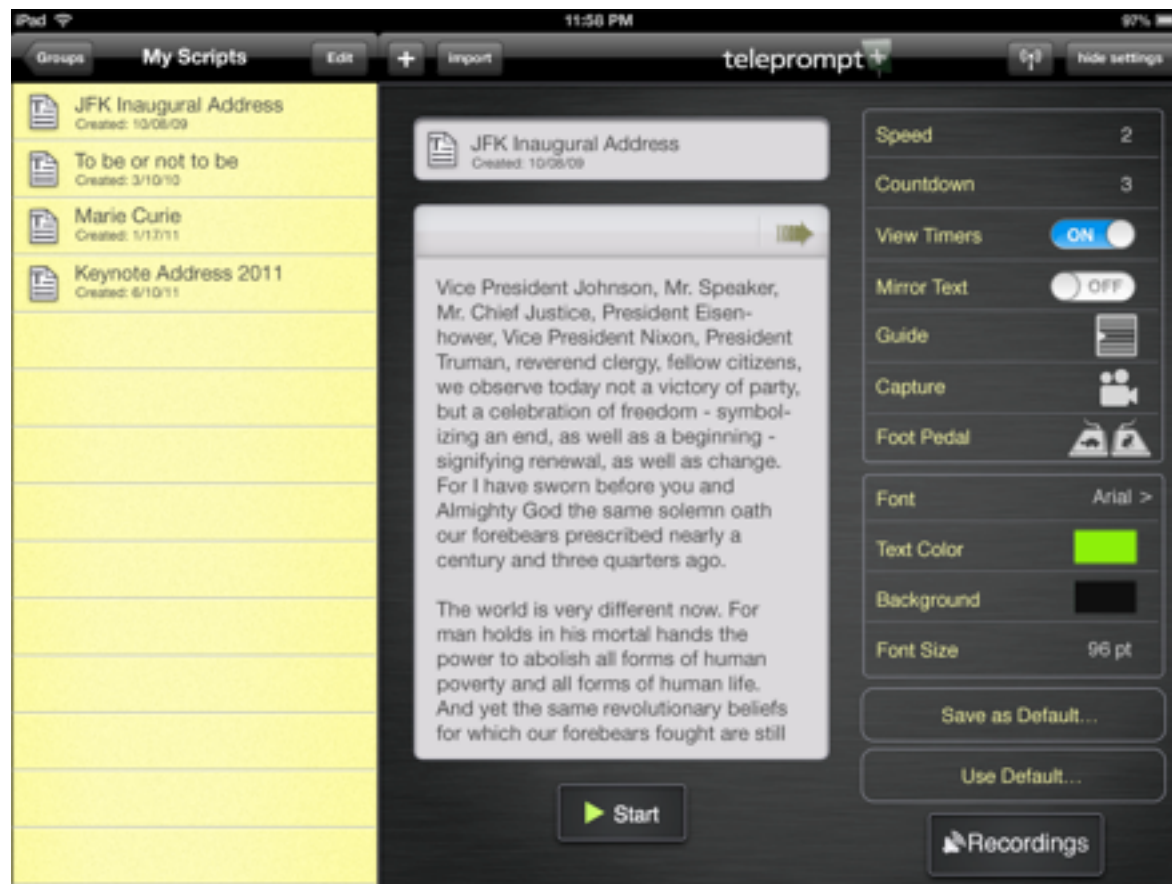 iPad 11:58 PM 97%
Groups My Scripts Edit + import teleprompt+ hide settings
JFK Inaugural Address
Created: 10/08/09
To be or not to be
Created: 3/10/10
Marie Curie
Created: 1/17/11
Keynote Address 2011
Created: 6/10/11
JFK Inaugural Address
Created: 10/08/09
Vice President Johnson, Mr. Speaker,
Mr. Chief Justice, President Eisen-
hower, Vice President Nixon, President
Truman, reverend clergy, fellow citizens,
we observe today not a victory of party,
but a celebration of freedom - symbol-
izing an end, as well as a beginning -
signifying renewal, as well as change.
For I have sworn before you and
Almighty God the same solemn oath
our forebears prescribed nearly a
century and three quarters ago.
The world is very different now. For
man holds in his mortal hands the
power to abolish all forms of human
poverty and all forms of human life.
And yet the same revolutionary beliefs
for which our forebears fought are still
Start
Speed 2
Countdown 3
View Timers ON
Mirror Text OFF
Guide
Capture
Foot Pedal
Font Arial >
Text Color
Background
Font Size 96 pt
Save as Default...
Use Default...
Recordings